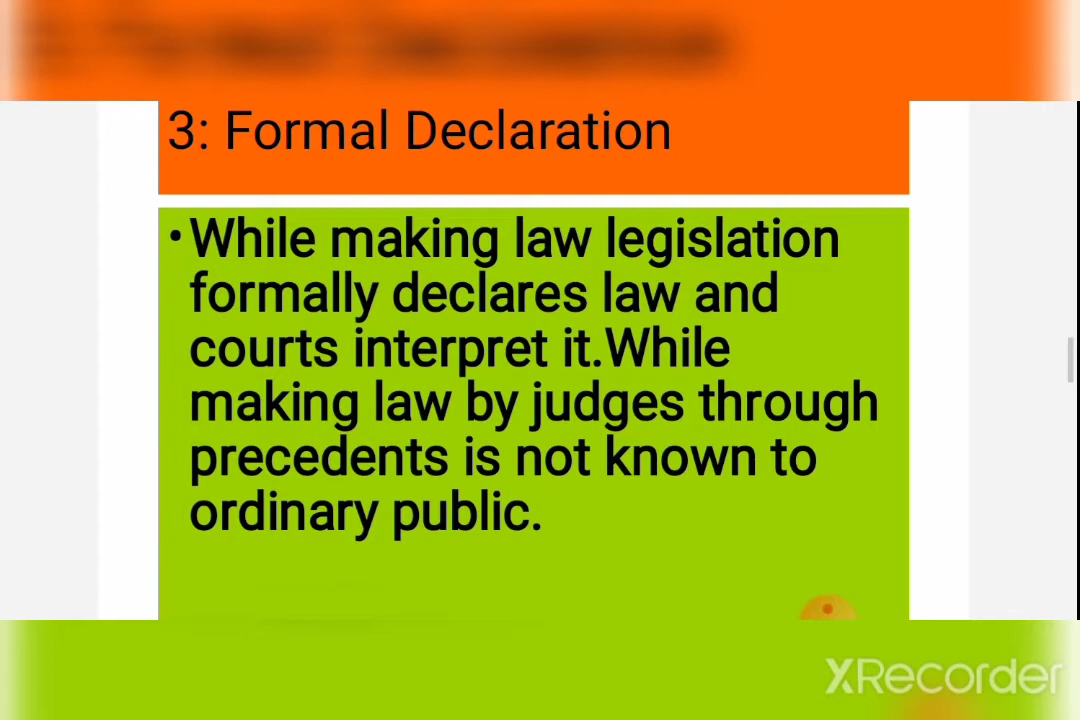 3: Formal Declaration
•While making law legislation
formally declares law and
courts interpret it.While
making law by judges through
precedents is not known to
ordinary public.
XRecorder